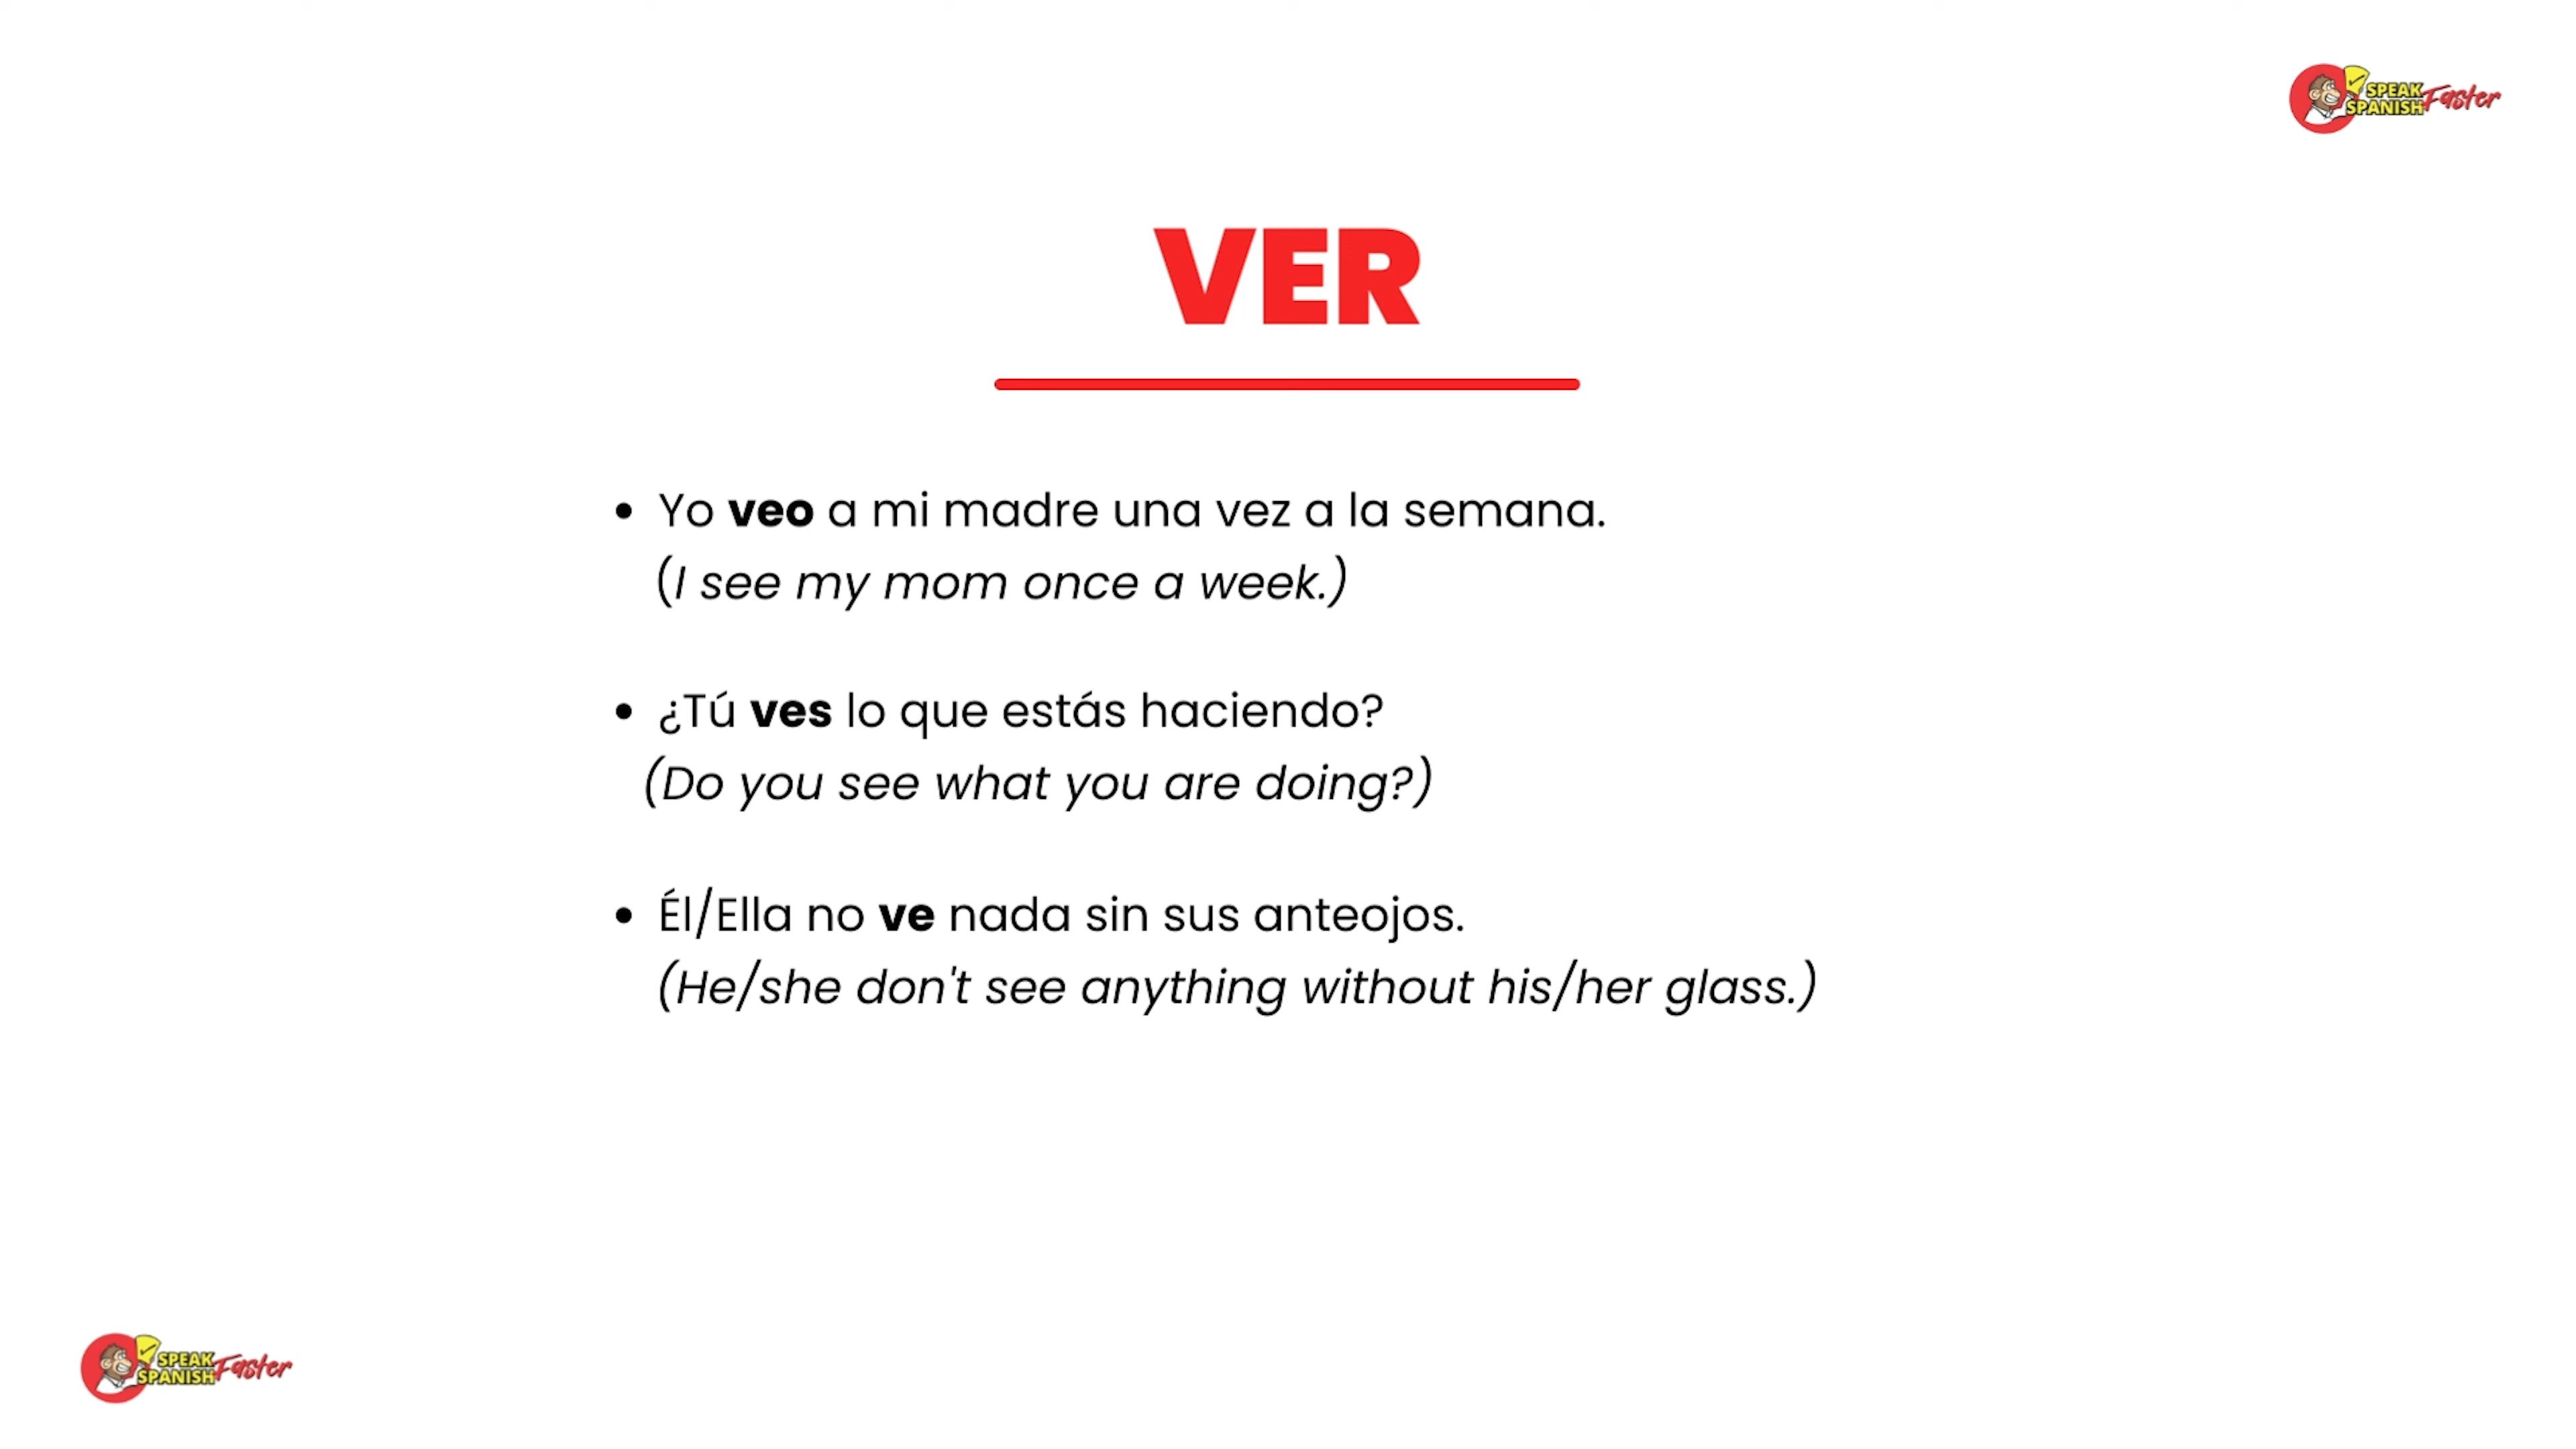 SPEAK
SPANISH Faster
VER
• Yo veo a mi madre una vez a la semana.
(I see my mom once a week.)
• ¿Tú ves lo que estás haciendo?
(Do you see what you are doing?)
• Él/Ella no ve nada sin sus anteojos.
(He/she don't see anything without his/her glass.)
SPEAK
SPANISH Faster